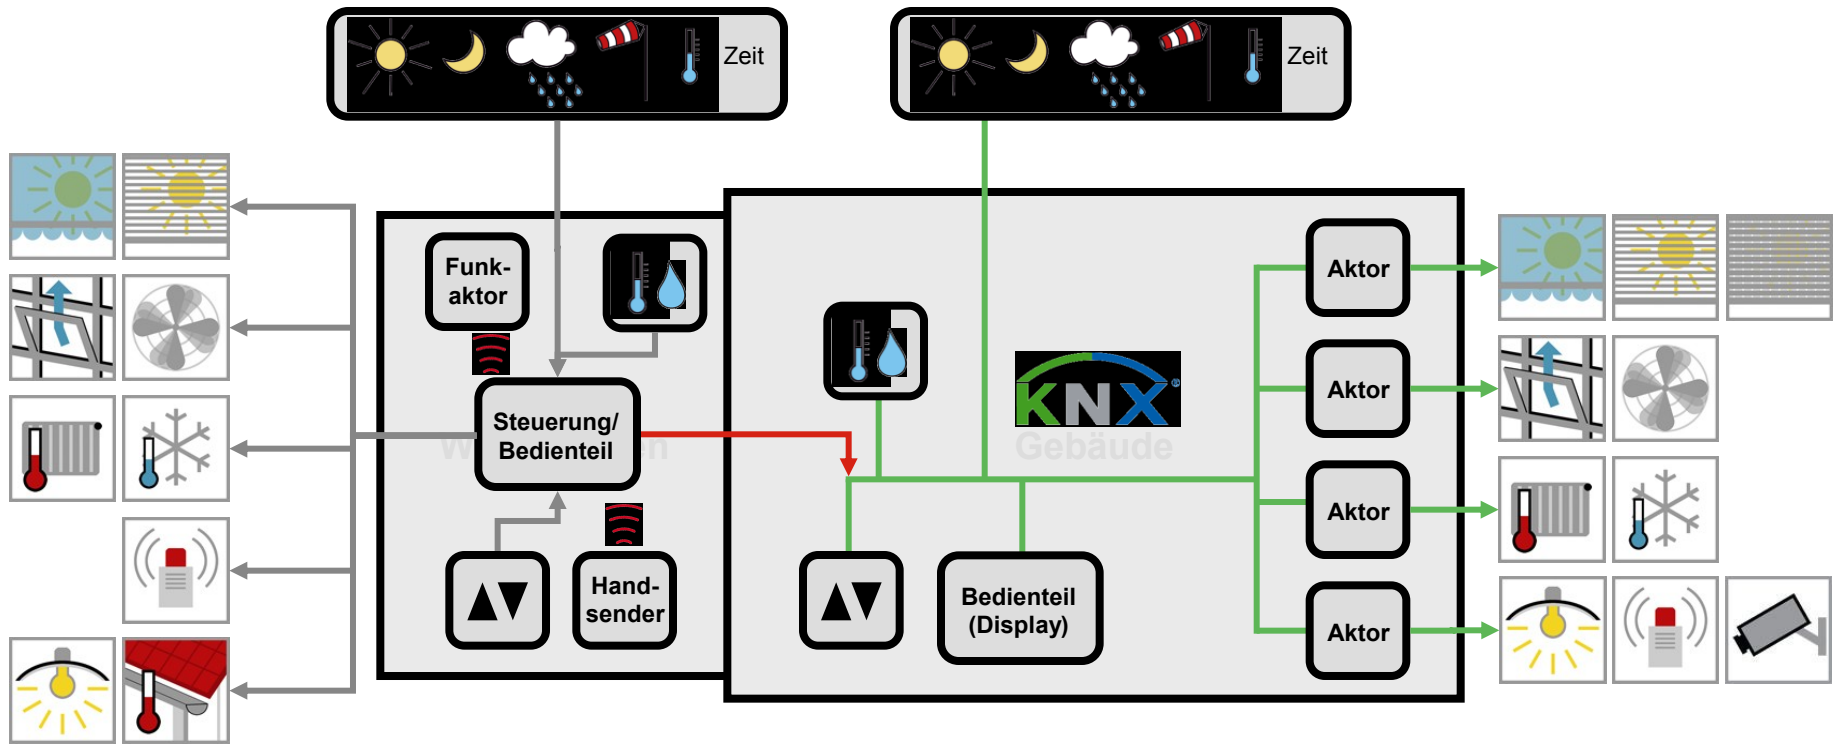 Zeit
Zeit
Funk-
aktor
Steuerung/
Bedienteil
Hand-
sender
KNX®
Gebäude
Bedienteil
(Display)
Aktor
Aktor
Aktor
Aktor